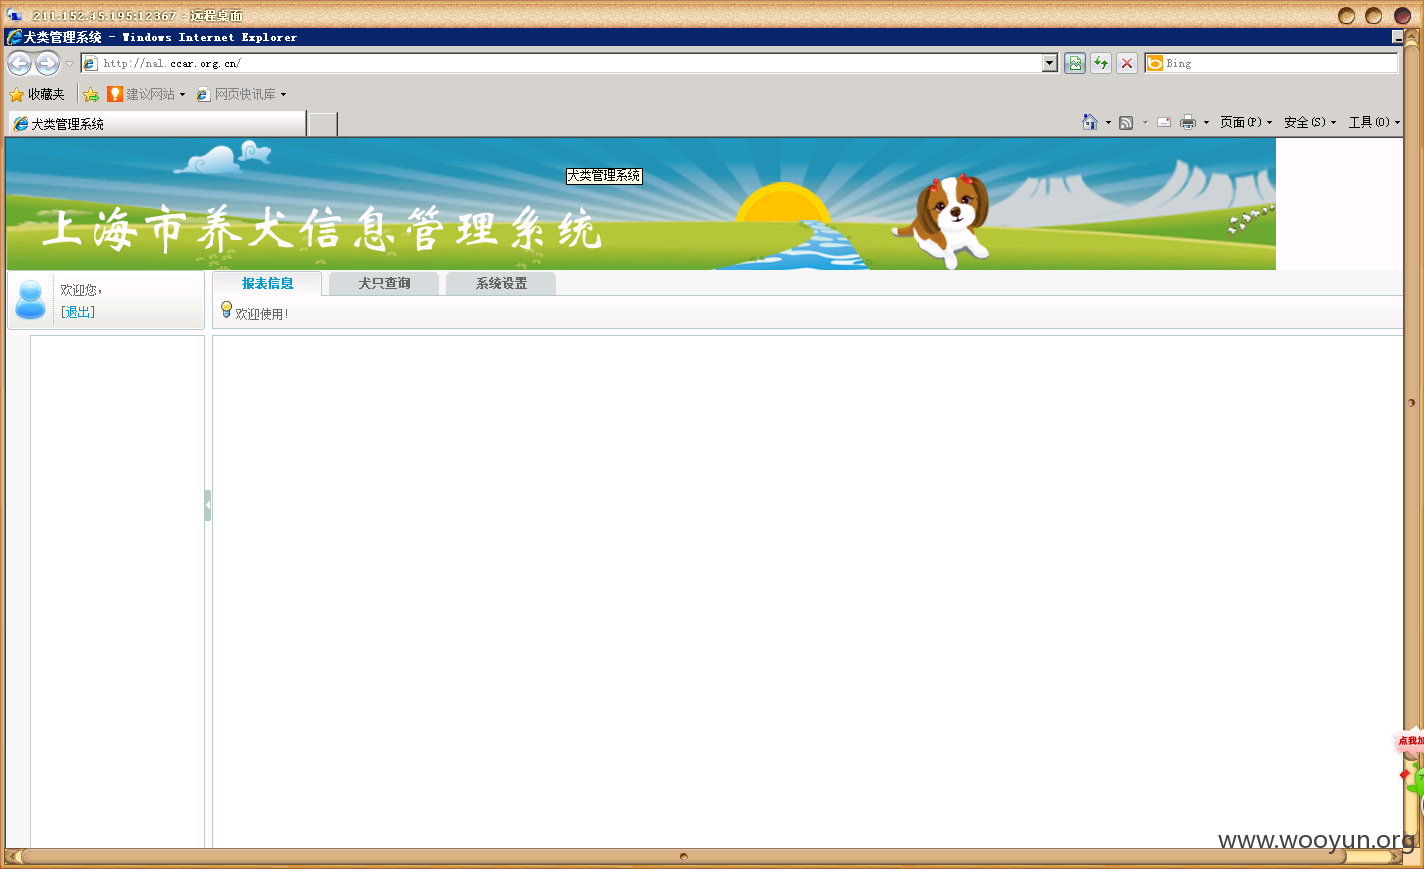 211.152.45.195:12367 - 远程桌面
犬类管理系统 - Windows Internet Explorer
http://nal.ccar.org.cn/
Bing
收藏夹 建议网站 网页快讯库
犬类管理系统
页面(P) 安全(S) 工具(O)
犬类管理系统
上海市养犬信息管理系统
欢迎您，
[退出]
报表信息 犬只查询 系统设置
欢迎使用!
点我加
7
www.wooyun.org